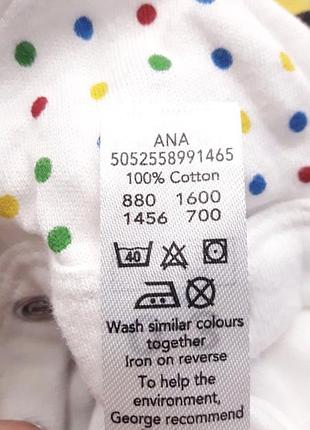 ANA
5052558991465
100% Cotton
880 1600
1456 700
40
Wash similar colours
together
Iron on reverse
To help the
environment,
George recommend